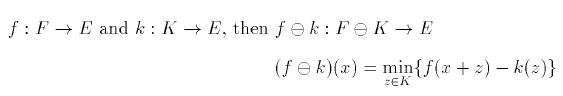 f : F → E and k : K → E, then f ⊖ k : F ⊖ K → E
(f ⊖ k)(x) = min_{z∈K}{f(x + z) − k(z)}